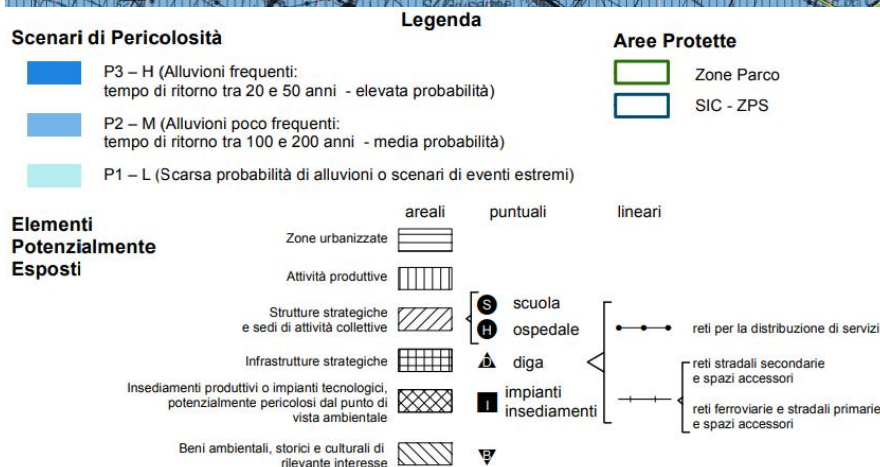 Legenda
Scenari di Pericolosità
P3 – H (Alluvioni frequenti:
tempo di ritorno tra 20 e 50 anni - elevata probabilità)
P2 – M (Alluvioni poco frequenti:
tempo di ritorno tra 100 e 200 anni - media probabilità)
P1 – L (Scarsa probabilità di alluvioni o scenari di eventi estremi)
Aree Protette
Zone Parco
SIC - ZPS
Elementi
Potenzialmente
Esposti
areali
puntuali
lineari
Zone urbanizzate
Attività produttive
Strutture strategiche
e sedi di attività collettive
S scuola
H ospedale
Infrastrutture strategiche
D diga
Insediamenti produttivi o impianti tecnologici,
potenzialmente pericolosi dal punto di
vista ambientale
I impianti
insediamenti
Beni ambientali, storici e culturali di
rilevante interesse
B
reti per la distribuzione di servizi
reti stradali secondarie
e spazi accessori
reti ferroviarie e stradali primarie
e spazi accessori